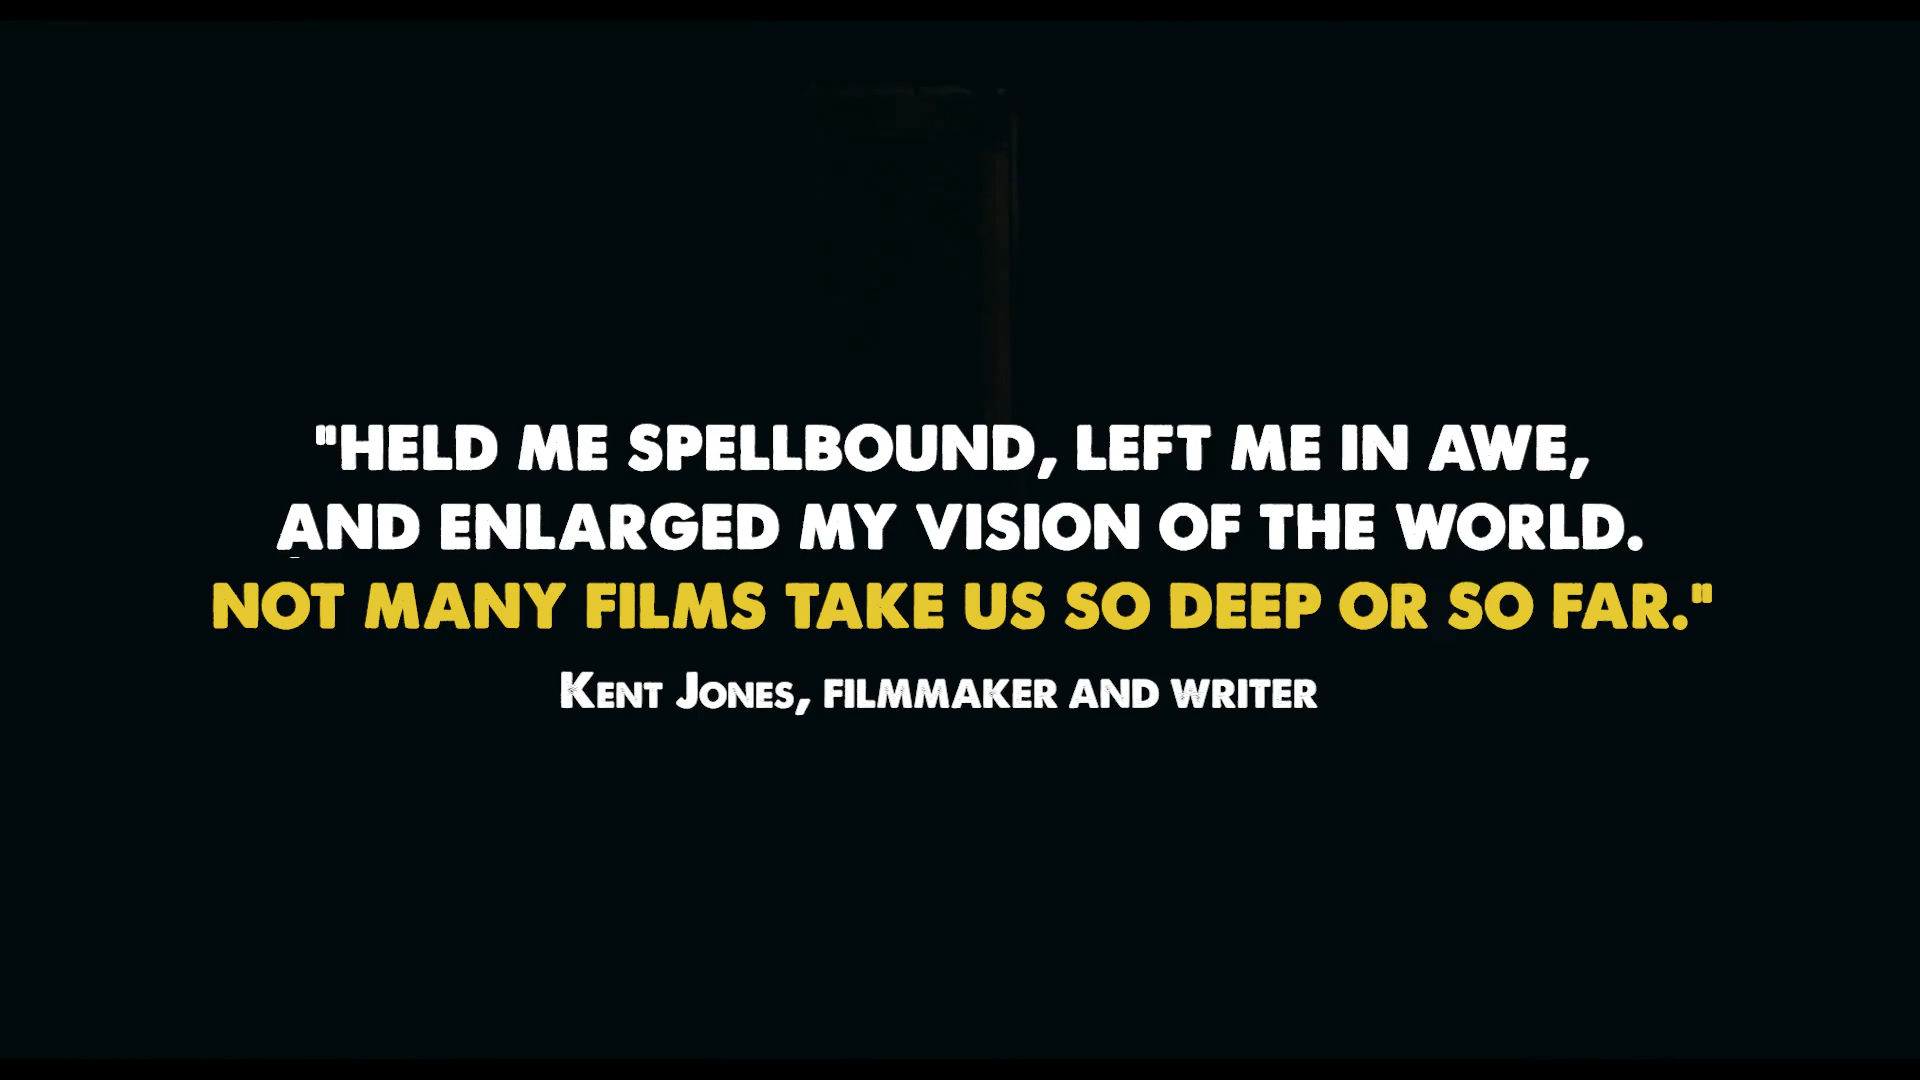 "HELD ME SPELLBOUND, LEFT ME IN AWE,
AND ENLARGED MY VISION OF THE WORLD.
NOT MANY FILMS TAKE US SO DEEP OR SO FAR."
KENT JONES, FILMMAKER AND WRITER